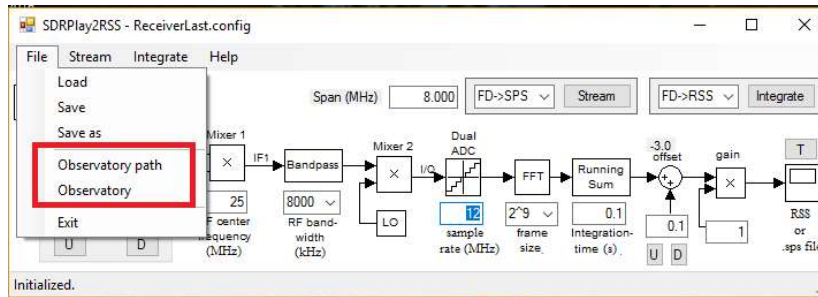 SDRPlay2RSS - ReceiverLast.config
File Stream Integrate Help
Load
Save
Save as
Observatory path
Observatory
Exit
Span (MHz) 8.000 FD->SPS Stream FD->RSS Integrate
Mixer 1
IF1
Bandpass
Mixer 2
I/Q
Dual
ADC
FFT
Running
Sum
-3.0
offset
gain
T
LO
25
8000
12
2^9
0.1
0.1
1
F center
equency
(MHz)
RF band-
width
(kHz)
sample
rate (MHz)
frame
size
Integration-
time (s)
RSS
or
.sps file
U D
U D
Initialized.